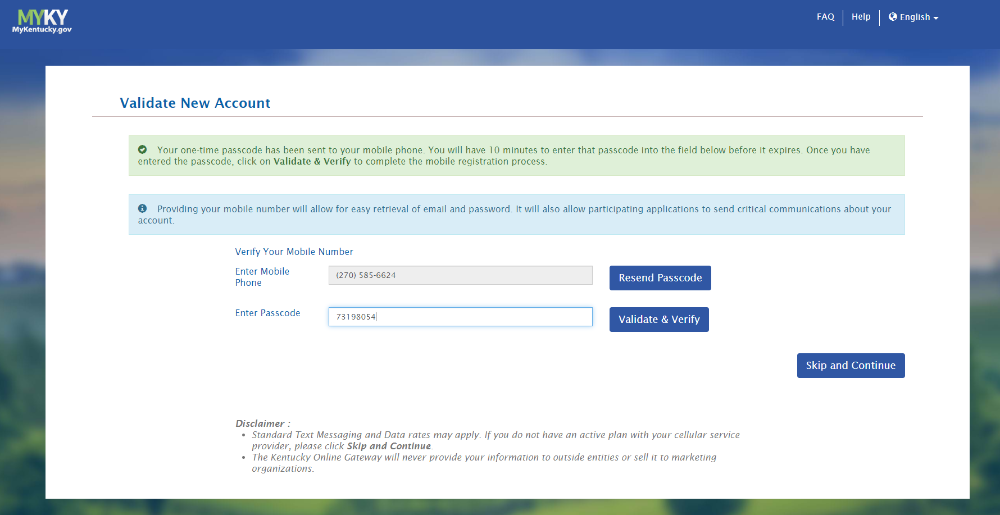 MYKY
MyKentucky.gov
FAQ
Help
English
Validate New Account
Your one-time passcode has been sent to your mobile phone. You will have 10 minutes to enter that passcode into the field below before it expires. Once you have
entered the passcode, click on Validate & Verify to complete the mobile registration process.
Providing your mobile number will allow for easy retrieval of email and password. It will also allow participating applications to send critical communications about your
account.
Verify Your Mobile Number
Enter Mobile
Phone
(270) 585-6624
Resend Passcode
Enter Passcode
73198054
Validate & Verify
Skip and Continue
Disclaimer :
• Standard Text Messaging and Data rates may apply. If you do not have an active plan with your cellular service
provider, please click Skip and Continue.
• The Kentucky Online Gateway will never provide your information to outside entities or sell it to marketing
organizations.